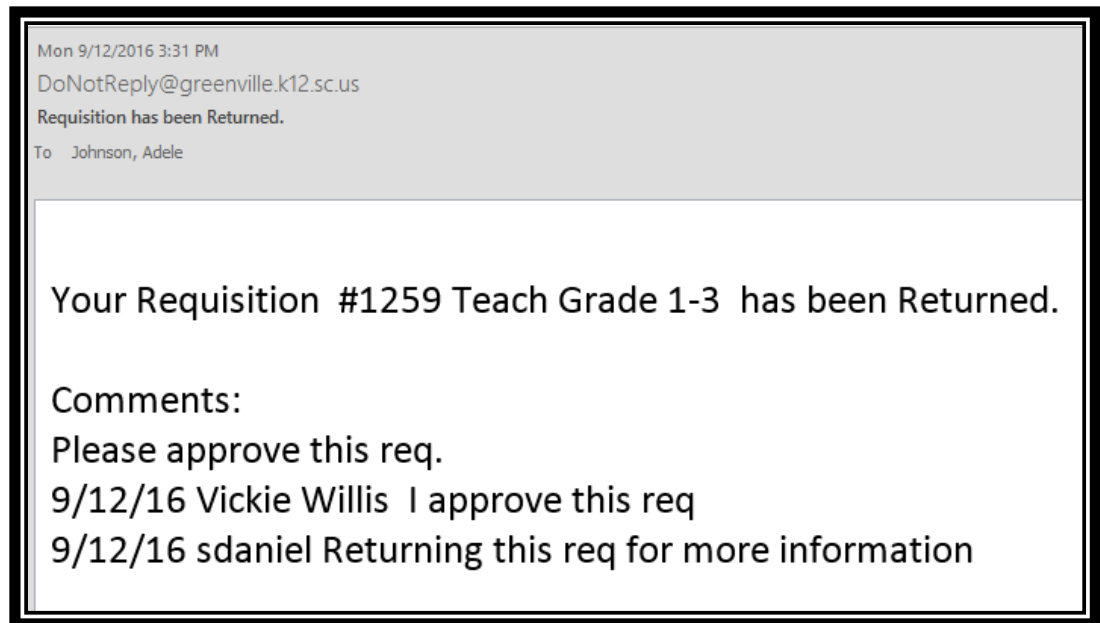 Mon 9/12/2016 3:31 PM
DoNotReply@greenville.k12.sc.us
Requisition has been Returned.
To Johnson, Adele
Your Requisition #1259 Teach Grade 1-3 has been Returned.
Comments:
Please approve this req.
9/12/16 Vickie Willis I approve this req
9/12/16 sdaniel Returning this req for more information